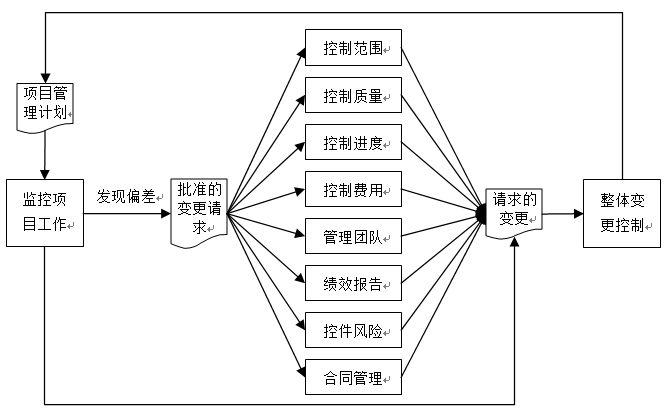 项目管
理计划
监控项
目工作
发现偏差
批准的
变更请
求
控制范围
控制质量
控制进度
控制费用
管理团队
绩效报告
控件风险
合同管理
请求的
变更
整体变
更控制